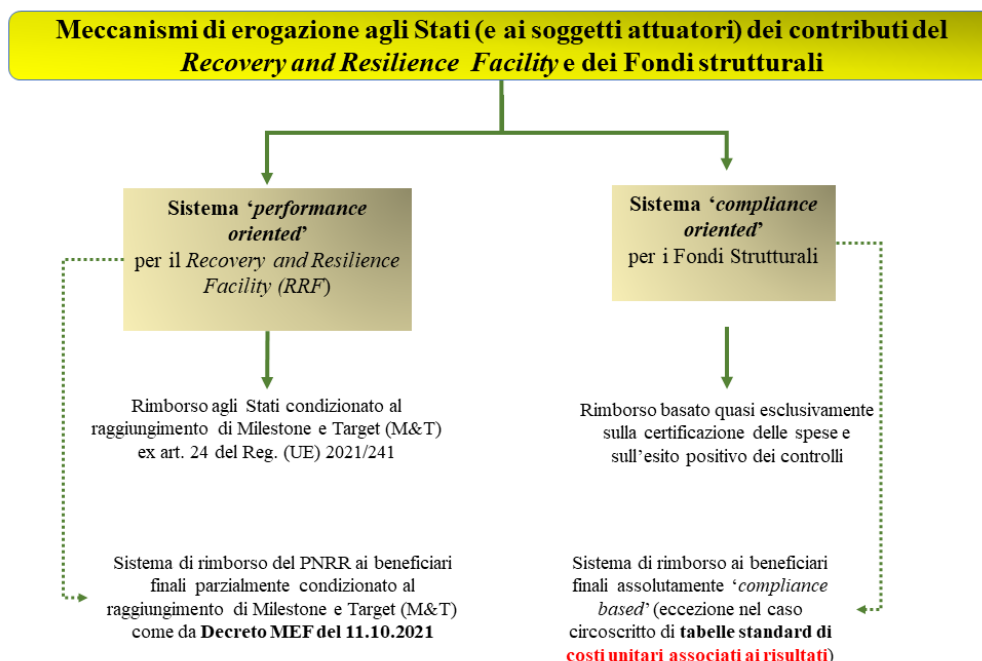 Meccanismi di erogazione agli Stati (e ai soggetti attuatori) dei contributi del
Recovery and Resilience Facility e dei Fondi strutturali
Sistema ‘performance
oriented’
per il Recovery and Resilience
Facility (RRF)
Sistema ‘compliance
oriented’
per i Fondi Strutturali
Rimborso agli Stati condizionato al
raggiungimento di Milestone e Target (M&T)
ex art. 24 del Reg. (UE) 2021/241
Rimborso basato quasi esclusivamente
sulla certificazione delle spese e
sull’esito positivo dei controlli
Sistema di rimborso del PNRR ai beneficiari
finali parzialmente condizionato al
raggiungimento di Milestone e Target (M&T)
come da Decreto MEF del 11.10.2021
Sistema di rimborso ai beneficiari
finali assolutamente ‘compliance
based’ (eccezione nel caso
circoscritto di tabelle standard di
costi unitari associati ai risultati)